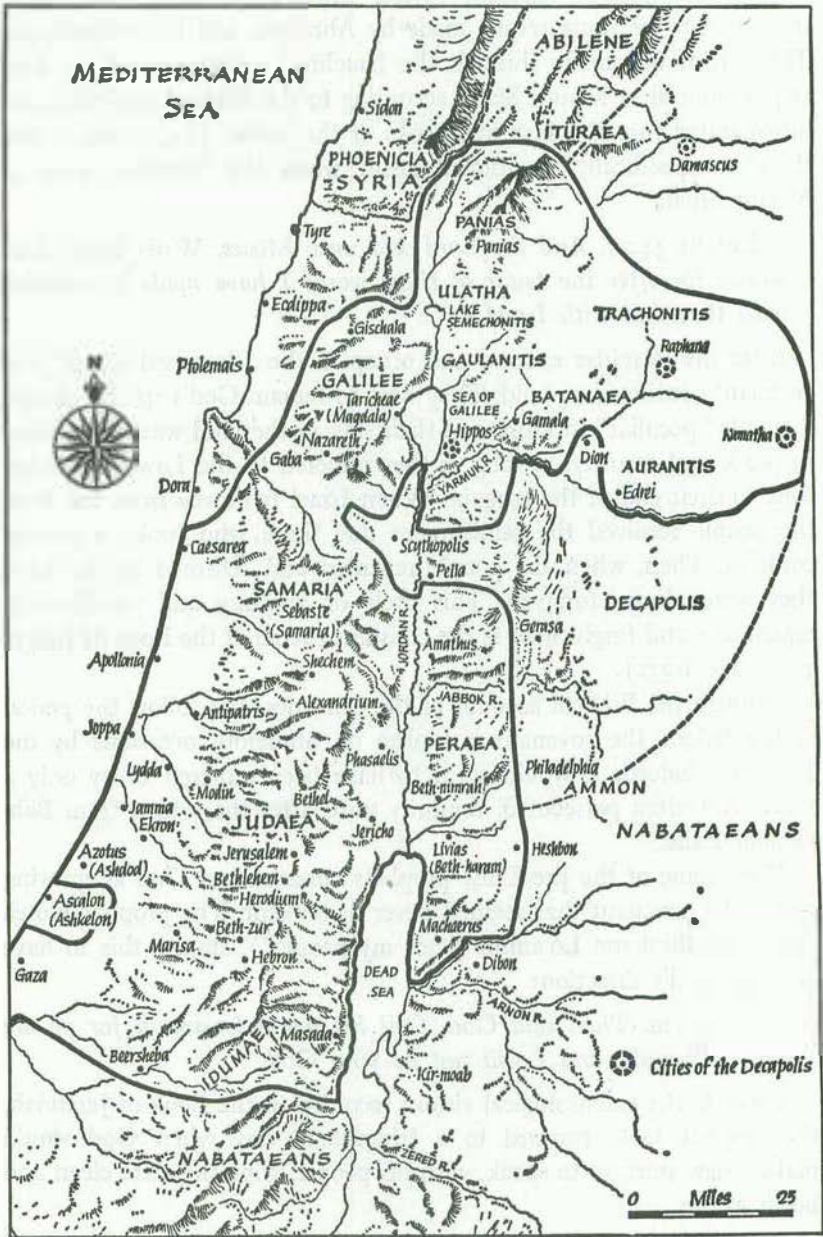 MEDITERRANEAN
SEA
ABILENE
Sidon
ITURAEA
PHOENICIA
SYRIA
Damascus
PANIAS
Panias
Tyre
ULATHA
LAKE
SEMECHONITIS
Ecdippa
Gischala
TRACHONITIS
Raphana
GAULANITIS
Ptolemais
GALILEE
Taricheae
(Magdala)
SEA OF
GALILEE
BATANAEA
Gamala
N
Nazareth
Hippos
Kanatha
Gaba
YARMUK R.
Dion
AURANITIS
Dora
Edrei
Caesarea
Scythopolis
Pella
SAMARIA
DECAPOLIS
Sebaste
(Samaria)
JORDAN R.
Gerasa
Amathus
Apollonia
Shechem
JABBOK R.
Antipatris
Alexandrium
Joppa
PERAEA
Phasaelis
Philadelphia
Lydda
AMMON
Modin
Bethel
Beth-nimrah
Jamnia
Ekron
JUDAEA
Jericho
NABATAEANS
Azotus
(Ashdod)
Jerusalem
Livias
(Beth-haram)
Heshbon
Bethlehem
Herodium
Ascalon
(Ashkelon)
Beth-zur
Machaerus
Marisa
Hebron
DEAD
SEA
Dibon
Gaza
ARNON R.
IDUMAEA
Masada
Beersheba
Kir-moab
Cities of the Decapolis
NABATAEANS
ZERED R.
0 Miles 25